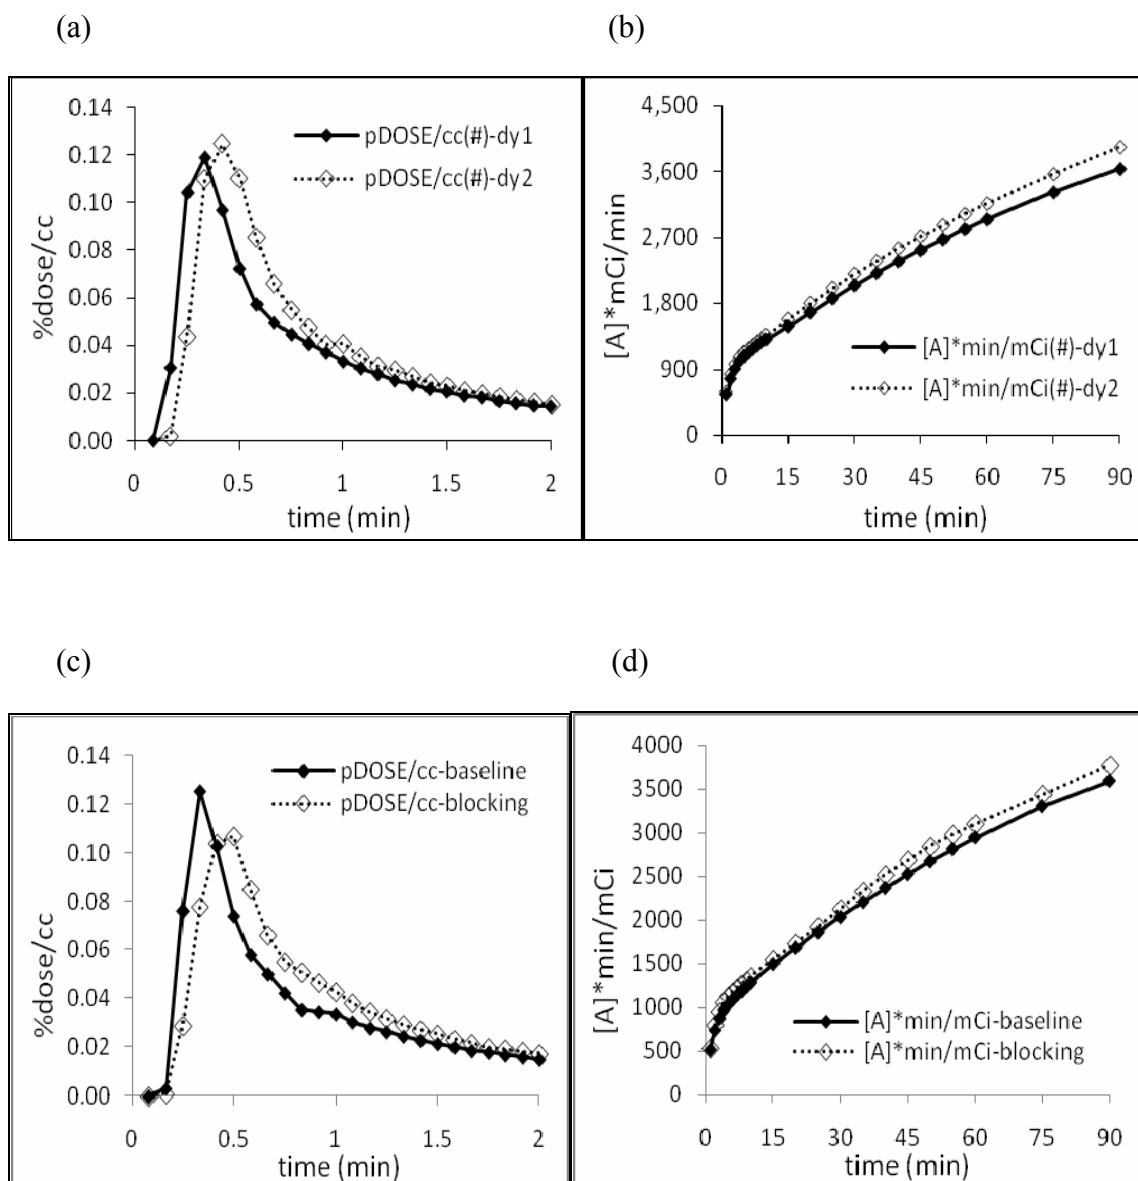 (a)
(b)
0.14
0.12
0.10
0.08
0.06
0.04
0.02
0.00
%dose/cc
pDOSE/cc(#)-dy1
pDOSE/cc(#)-dy2
0
0.5
1
1.5
2
time (min)
4,500
3,600
2,700
1,800
900
0
[A]*mCi/min
[A]*min/mCi(#)-dy1
[A]*min/mCi(#)-dy2
0
15
30
45
60
75
90
time (min)
(c)
(d)
0.14
0.12
0.10
0.08
0.06
0.04
0.02
0.00
%dose/cc
pDOSE/cc-baseline
pDOSE/cc-blocking
0
0.5
1
1.5
2
time (min)
4000
3500
3000
2500
2000
1500
1000
500
0
[A]*min/mCi
[A]*min/mCi-baseline
[A]*min/mCi-blocking
0
15
30
45
60
75
90
time (min)